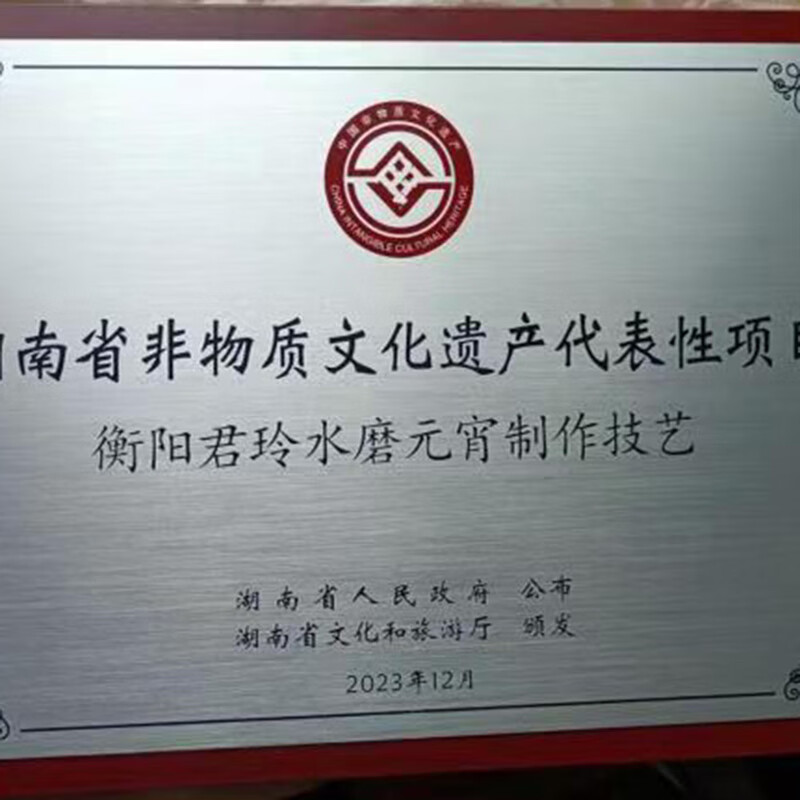 中国非物质文化遗产
CHINA INTANGIBLE CULTURAL HERITAGE
湖南省非物质文化遗产代表性项目
衡阳君玲水磨元宵制作技艺
湖南省人民政府 公布
湖南省文化和旅游厅 颁发
2023年12月